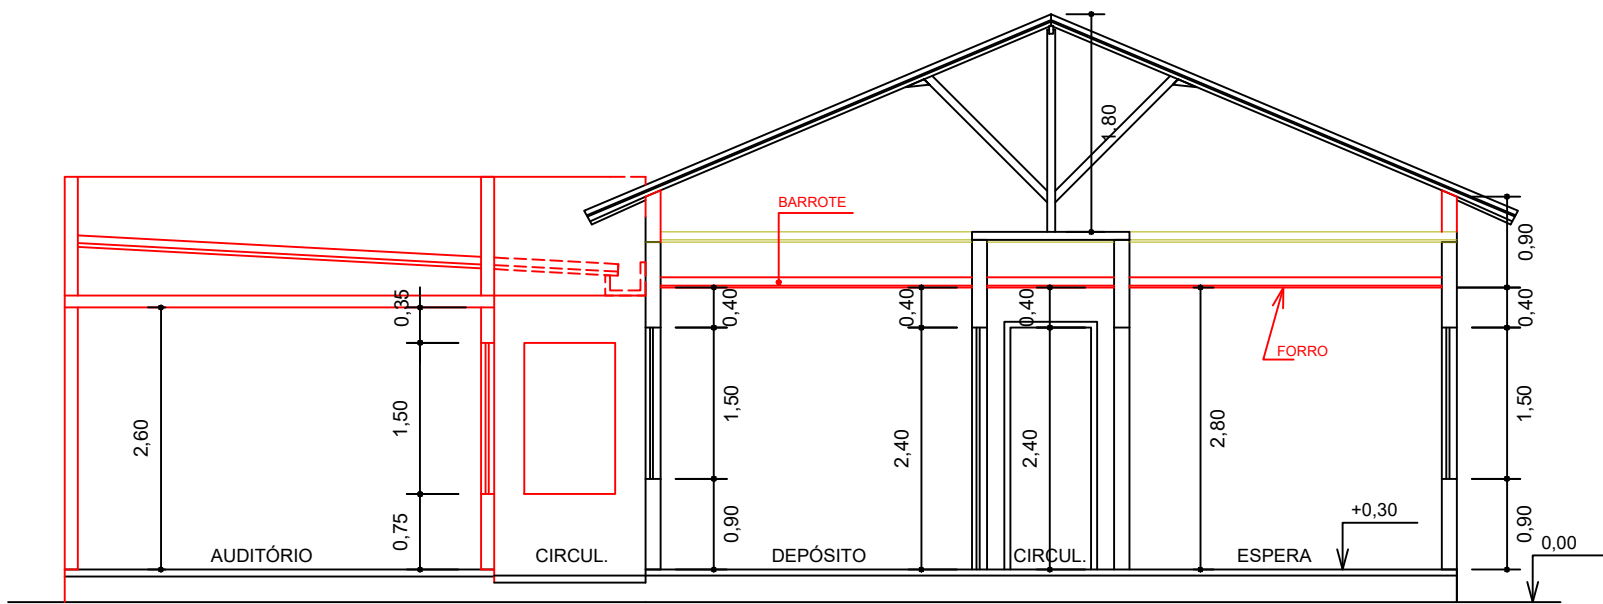 1,80
BARROTE
0,90
0,35
0,40
0,40
0,40
0,40
FORRO
1,50
2,60
1,50
2,40
2,40
2,80
1,50
0,75
0,90
0,90
+0,30
0,00
AUDITÓRIO
CIRCUL.
DEPÓSITO
CIRCUL.
ESPERA